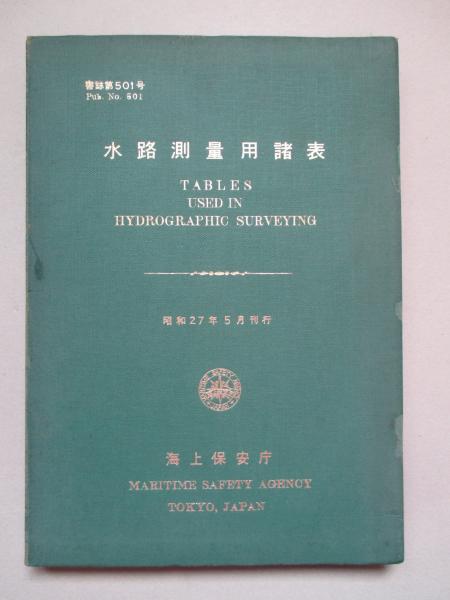 書誌第501号
Pub. No. 501
水路測量用諸表
TABLES
USED IN
HYDROGRAPHIC SURVEYING
昭和27年5月刊行
海上保安庁
MARITIME SAFETY AGENCY
TOKYO, JAPAN